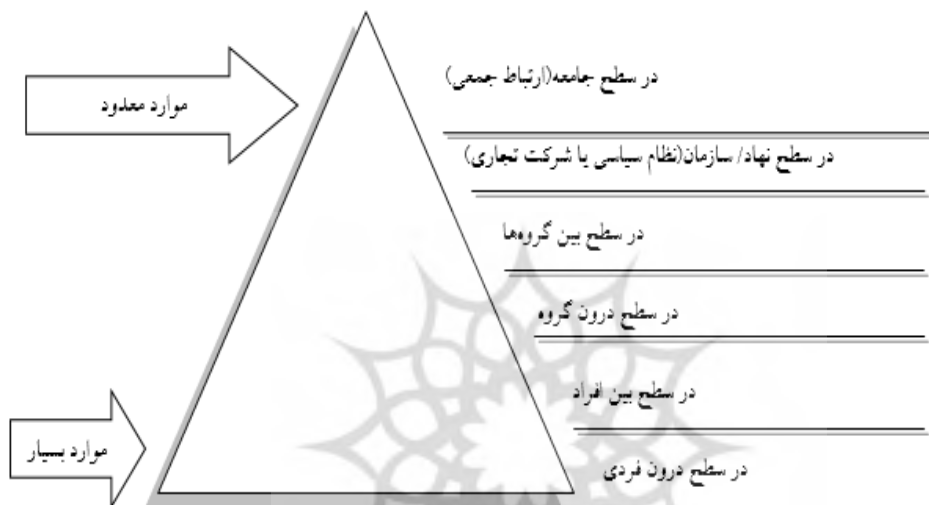 در سطح جامعه(ارتباط جمعی)
موارد معدود
در سطح نهاد/ سازمان(نظام سیاسی یا شرکت تجاری)
در سطح بین گروه‌ها
در سطح درون گروه
در سطح بین افراد
موارد بسیار
در سطح درون فردی